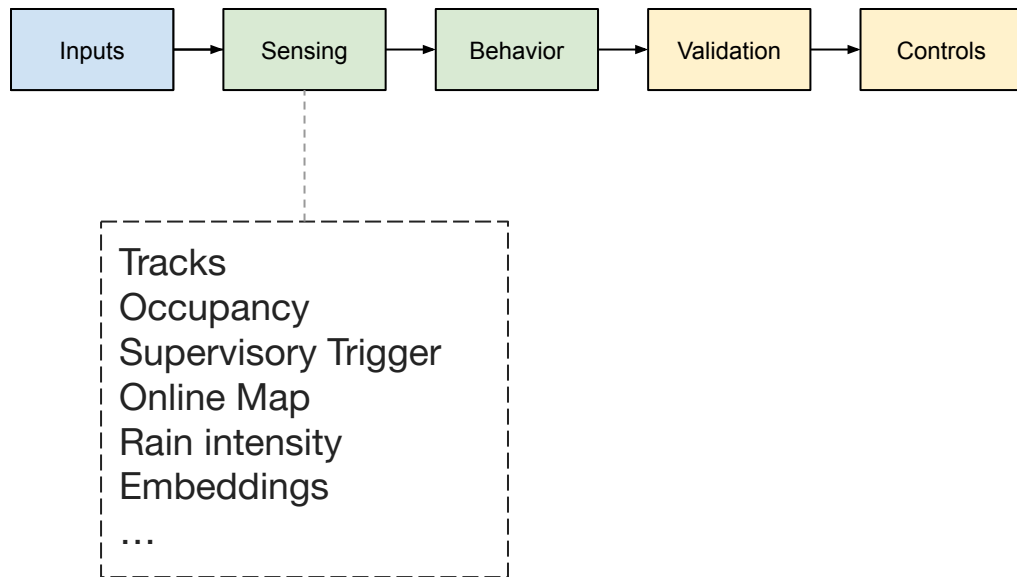 Inputs
Sensing
Behavior
Validation
Controls
Tracks
Occupancy
Supervisory Trigger
Online Map
Rain intensity
Embeddings
…